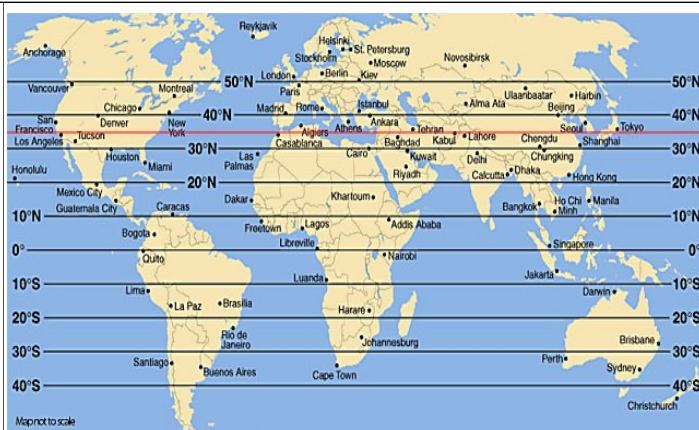 Reykjavik
Anchorage
Helsinki
St. Petersburg
Stockholm
Moscow
Novosibirsk
London
Berlin
Kiev
Vancouver
Montreal
50°N
Paris
Ulaanbaatar
Harbin
50°N
Chicago
Madrid
Rome
Istanbul
Alma Ata
Beijing
San
Francisco
Denver
New
York
40°N
Algiers
Athens
Ankara
Tehran
Seoul
40°N
Tokyo
Los Angeles
Tucson
Casablanca
Baghdad
Kabul
Lahore
Chengdu
Shanghai
Houston
Miami
30°N
Las
Palmas
Cairo
Kuwait
Delhi
Chungking
30°N
Honolulu
Riyadh
Calcutta
Dhaka
Hong Kong
Mexico City
20°N
Dakar
Khartoum
20°N
Guatemala City
Caracas
Bangkok
Ho Chi
Minh
Manila
10°N
Bogota
Freetown
Lagos
Addis Ababa
10°N
Libreville
Singapore
0°
Quito
Nairobi
0°
Lima
Luanda
Jakarta
10°S
La Paz
Brasilia
Darwin
10°S
20°S
Rio de
Janeiro
Harare
20°S
Johannesburg
Brisbane
30°S
Santiago
Buenos Aires
Cape Town
Perth
Sydney
30°S
40°S
40°S
Christchurch
Map not to scale